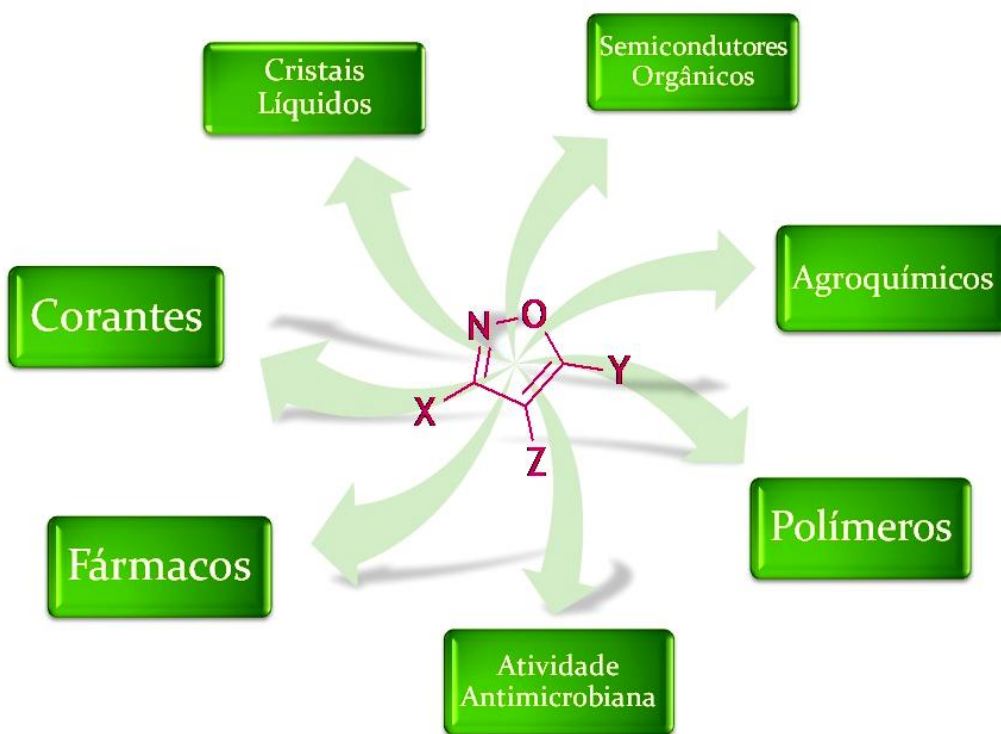 Cristais
Líquidos
Semicondutores
Orgânicos
Corantes
Agroquímicos
N
O
Y
X
Z
Fármacos
Polímeros
Atividade
Antimicrobiana